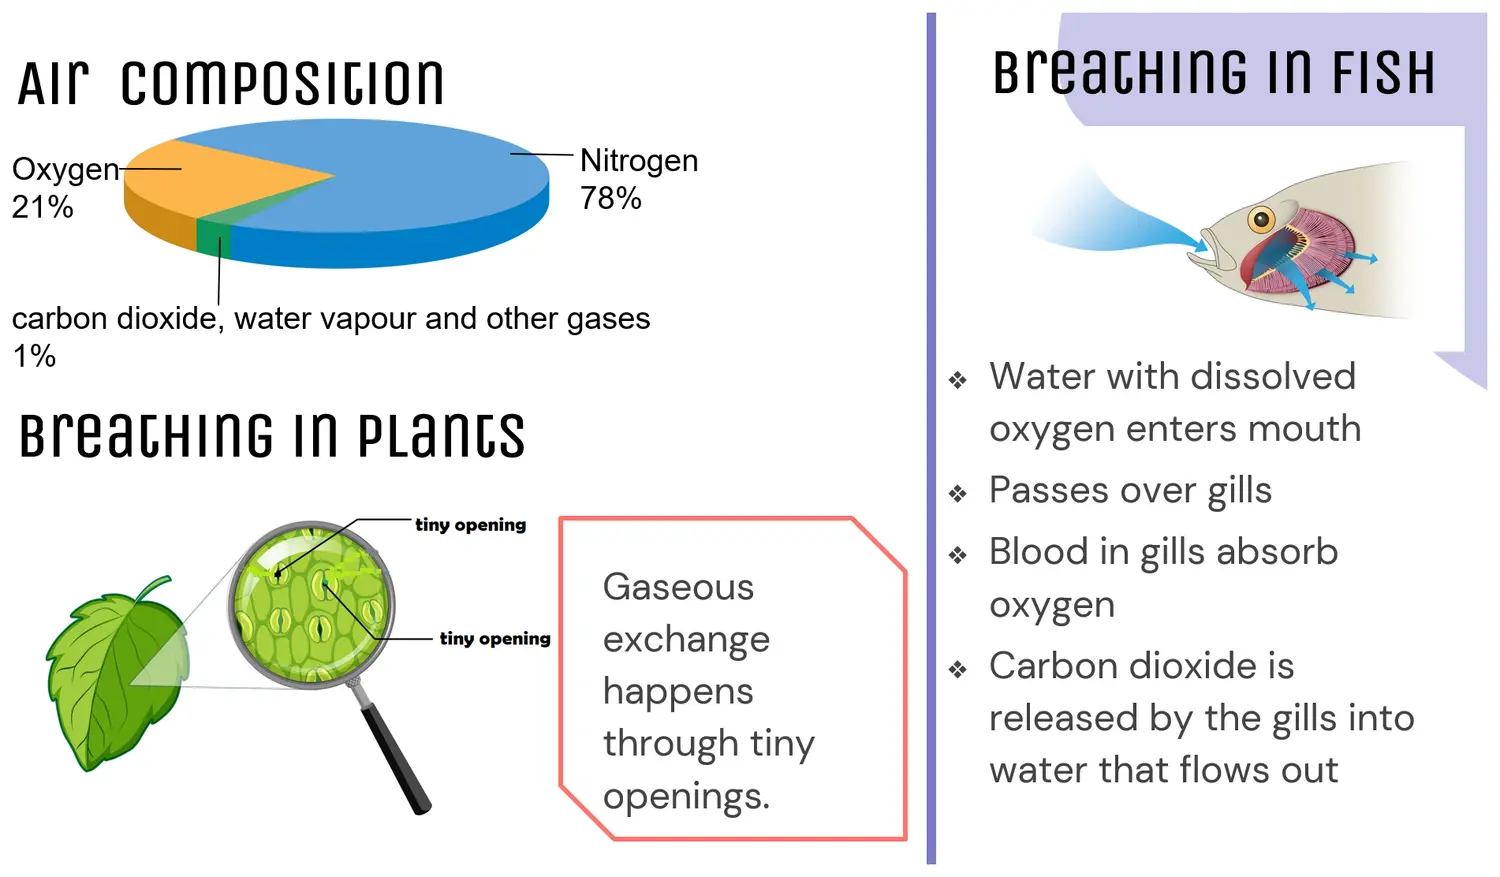 Air Composition
Oxygen
21%
Nitrogen
78%
carbon dioxide, water vapour and other gases
1%
Breathing in Plants
tiny opening
tiny opening
Gaseous
exchange
happens
through tiny
openings.
Breathing in Fish
❖ Water with dissolved
oxygen enters mouth
❖ Passes over gills
❖ Blood in gills absorb
oxygen
❖ Carbon dioxide is
released by the gills into
water that flows out